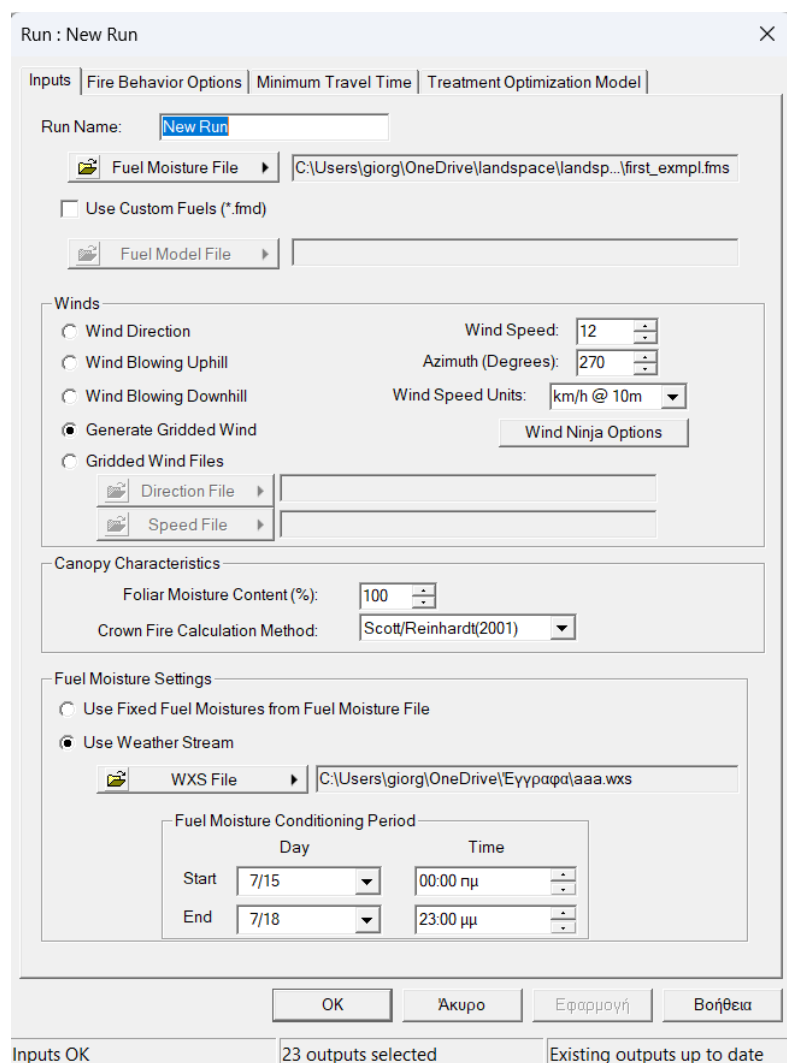 Run : New Run
Inputs Fire Behavior Options Minimum Travel Time Treatment Optimization Model
Run Name: New Run
Fuel Moisture File C:\Users\giorg\OneDrive\landspace\landsp...\first_exmpl.fms
Use Custom Fuels (*.fmd)
Fuel Model File
Winds
Wind Direction Wind Speed: 12
Wind Blowing Uphill Azimuth (Degrees): 270
Wind Blowing Downhill Wind Speed Units: km/h @ 10m
Generate Gridded Wind Wind Ninja Options
Gridded Wind Files
Direction File
Speed File
Canopy Characteristics
Foliar Moisture Content (%): 100
Crown Fire Calculation Method: Scott/Reinhardt(2001)
Fuel Moisture Settings
Use Fixed Fuel Moistures from Fuel Moisture File
Use Weather Stream
WXS File C:\Users\giorg\OneDrive\Έγγραφα\aaa.wxs
Fuel Moisture Conditioning Period
Day Time
Start 7/15 00:00 πμ
End 7/18 23:00 μμ
OK Άκυρο Εφαρμογή Βοήθεια
Inputs OK 23 outputs selected Existing outputs up to date